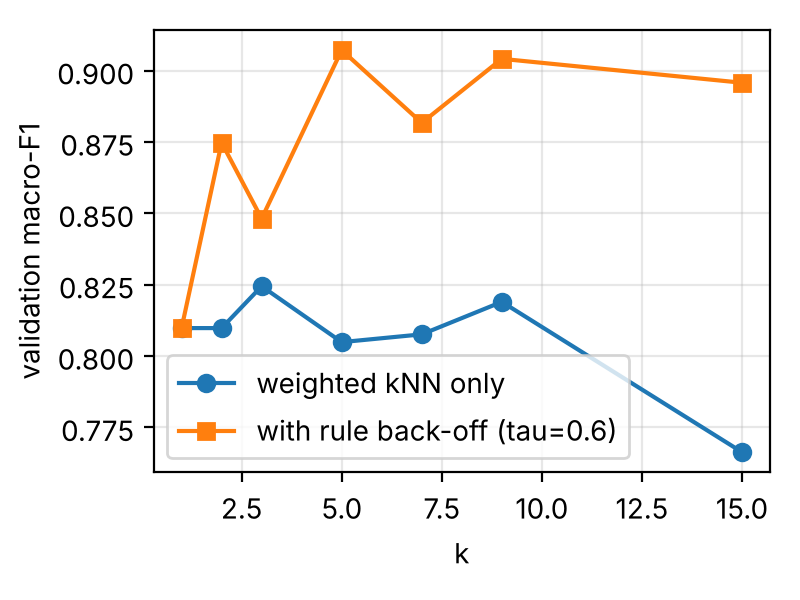 0.900
0.875
0.850
0.825
0.800
0.775
validation macro-F1
weighted kNN only
with rule back-off (tau=0.6)
2.5 5.0 7.5 10.0 12.5 15.0
k